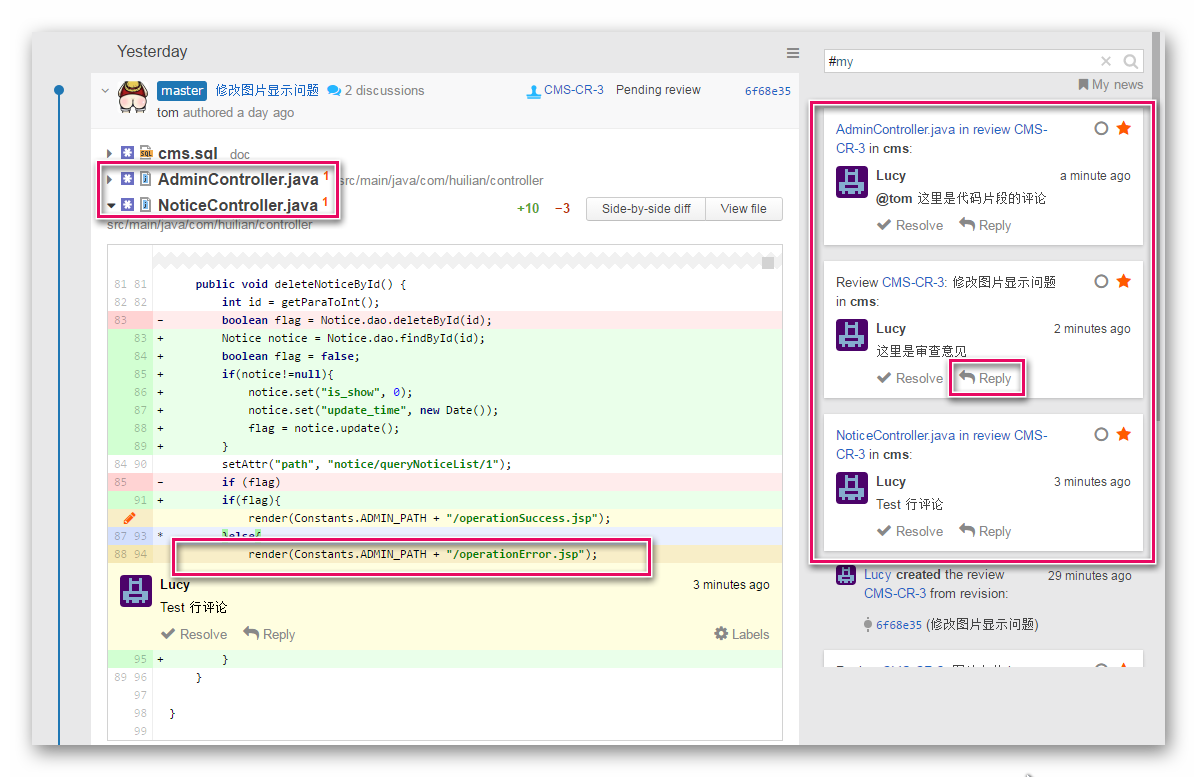 Yesterday
master 修改图片显示问题 2 discussions CMS-CR-3 Pending review 6f68e35
tom authored a day ago
cms.sql doc
AdminController.java 1 src/main/java/com/huilian/controller
NoticeController.java 1 +10 −3 Side-by-side diff View file
src/main/java/com/huilian/controller
81 81 public void deleteNoticeById() {
82 82 int id = getParaToInt();
83 - boolean flag = Notice.dao.deleteById(id);
83 + Notice notice = Notice.dao.findById(id);
84 + boolean flag = false;
85 + if(notice!=null){
86 + notice.set("is_show", 0);
87 + notice.set("update_time", new Date());
88 + flag = notice.update();
89 + }
84 90 setAttr("path", "notice/queryNoticeList/1");
85 - if (flag)
91 + if(flag){
render(Constants.ADMIN_PATH + "/operationSuccess.jsp");
87 93 * }else{
88 94 render(Constants.ADMIN_PATH + "/operationError.jsp");
Lucy 3 minutes ago
Test 行评论
Resolve Reply Labels
95 + }
89 96 }
97
98 }
99
#my
My news
AdminController.java in review CMS-
CR-3 in cms:
Lucy a minute ago
@tom 这里是代码片段的评论
Resolve Reply
Review CMS-CR-3: 修改图片显示问题
in cms:
Lucy 2 minutes ago
这里是审查意见
Resolve Reply
NoticeController.java in review CMS-
CR-3 in cms:
Lucy 3 minutes ago
Test 行评论
Resolve Reply
Lucy created the review 29 minutes ago
CMS-CR-3 from revision:
6f68e35 (修改图片显示问题)